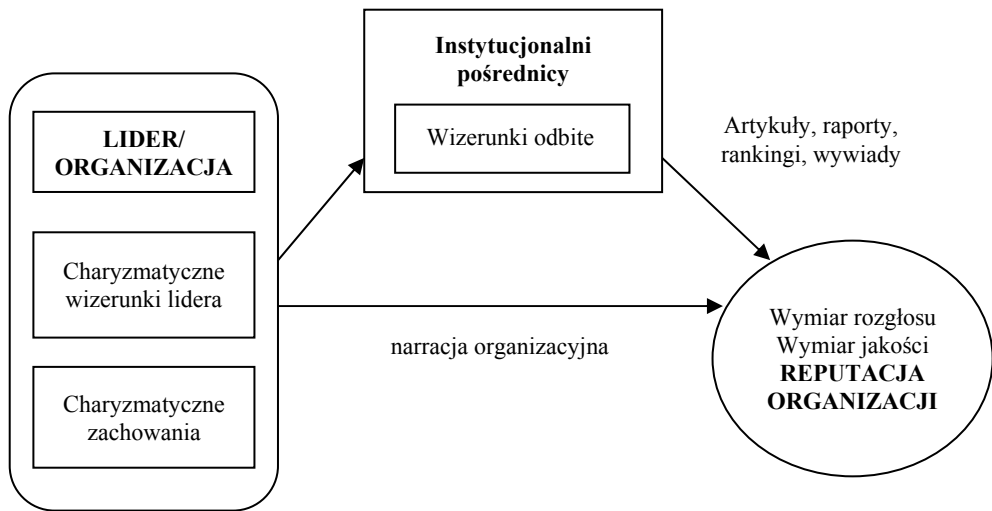 Instytucjonalni
pośrednicy
Wizerunki odbite
LIDER/
ORGANIZACJA
Charyzmatyczne
wizerunki lidera
Charyzmatyczne
zachowania
Artykuły, raporty,
rankingi, wywiady
narracja organizacyjna
Wymiar rozgłosu
Wymiar jakości
REPUTACJA
ORGANIZACJI